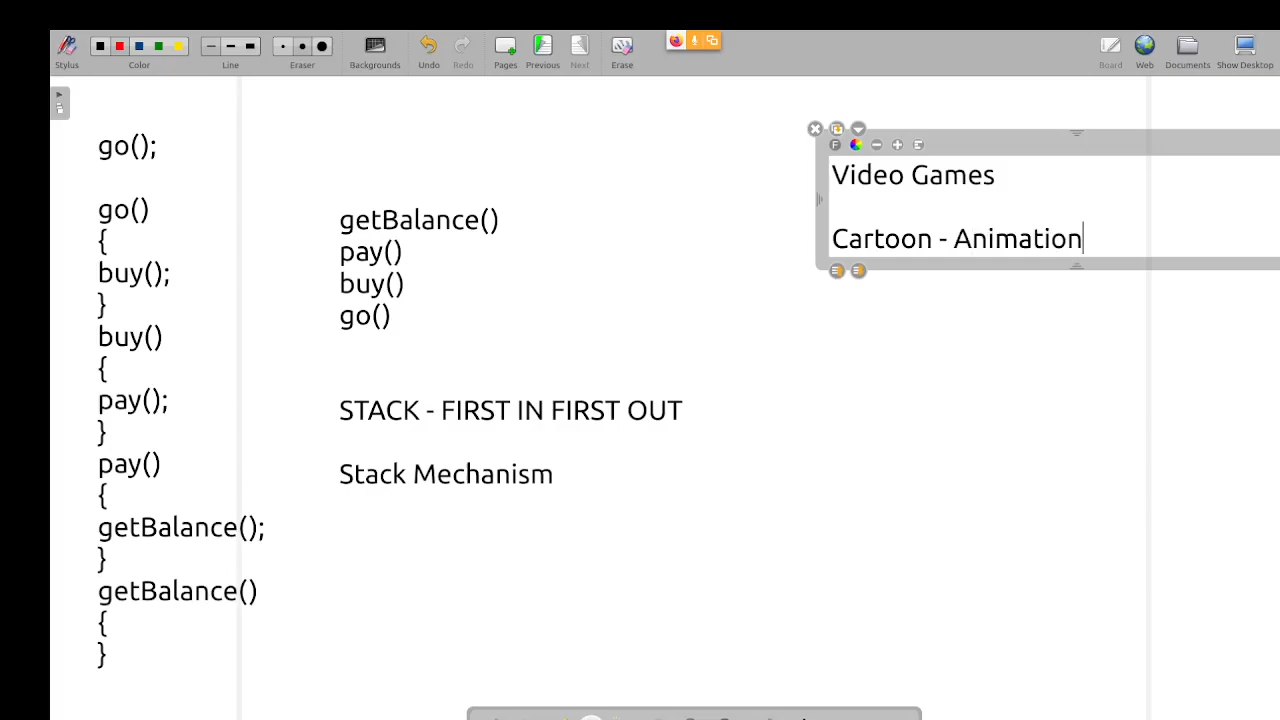 Stylus
Color
Line
Eraser
Backgrounds
Undo
Redo
Pages
Previous
Next
Erase
Board
Web
Documents
Show Desktop
go();
go()
{
buy();
}
buy()
{
pay();
}
pay()
{
getBalance();
}
getBalance()
{
}
getBalance()
pay()
buy()
go()
STACK - FIRST IN FIRST OUT
Stack Mechanism
F
Video Games
Cartoon - Animation